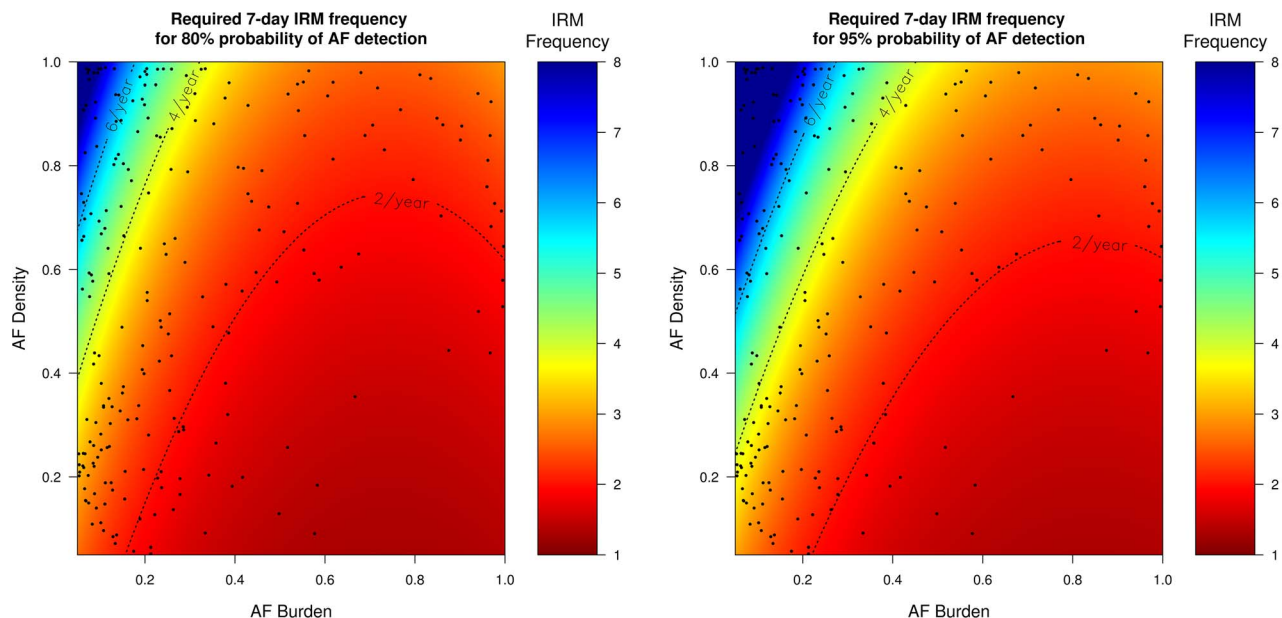 Required 7-day IRM frequency
for 80% probability of AF detection
IRM
Frequency
1.0
0.8
0.6
0.4
0.2
AF Density
0.2
0.4
0.6
0.8
1.0
AF Burden
6/year
4/year
2/year
8
7
6
5
4
3
2
1
Required 7-day IRM frequency
for 95% probability of AF detection
IRM
Frequency
1.0
0.8
0.6
0.4
0.2
AF Density
0.2
0.4
0.6
0.8
1.0
AF Burden
6/year
4/year
2/year
8
7
6
5
4
3
2
1